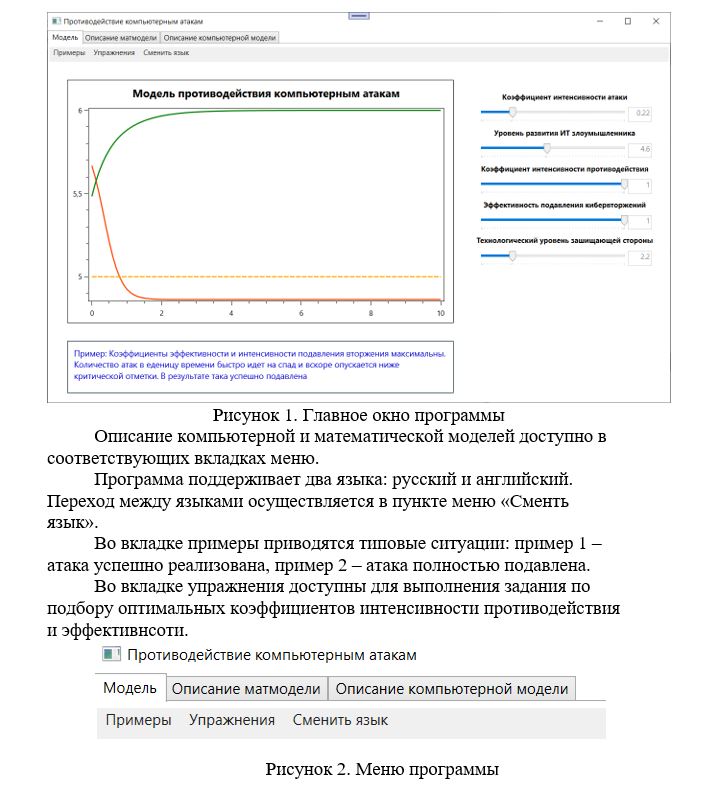 Противодействие компьютерным атакам
Модель Описание матмодели Описание компьютерной модели
Примеры Упражнения Сменить язык
Модель противодействия компьютерным атакам
6
5,5
5
0 2 4 6 8 10
Коэффициент интенсивности атаки
0.22
Уровень развития ИТ злоумышленника
4.6
Коэффициент интенсивности противодействия
1
Эффективность подавления кибервторжений
1
Технологический уровень зашищающей стороны
2.2
Пример: Коэффициенты эффективности и интенсивности подавления вторжения максимальны.
Количество атак в еденицу времени быстро идет на спад и вскоре опускается ниже
критической отметки. В результате така успешно подавлена
Рисунок 1. Главное окно программы
Описание компьютерной и математической моделей доступно в
соответствующих вкладках меню.
Программа поддерживает два языка: русский и английский.
Переход между языками осуществляется в пункте меню «Сменть
язык».
Во вкладке примеры приводятся типовые ситуации: пример 1 –
атака успешно реализована, пример 2 – атака полностью подавлена.
Во вкладке упражнения доступны для выполнения задания по
подбору оптимальных коэффициентов интенсивности противодействия
и эффективнсоти.
Противодействие компьютерным атакам
Модель Описание матмодели Описание компьютерной модели
Примеры Упражнения Сменить язык
Рисунок 2. Меню программы